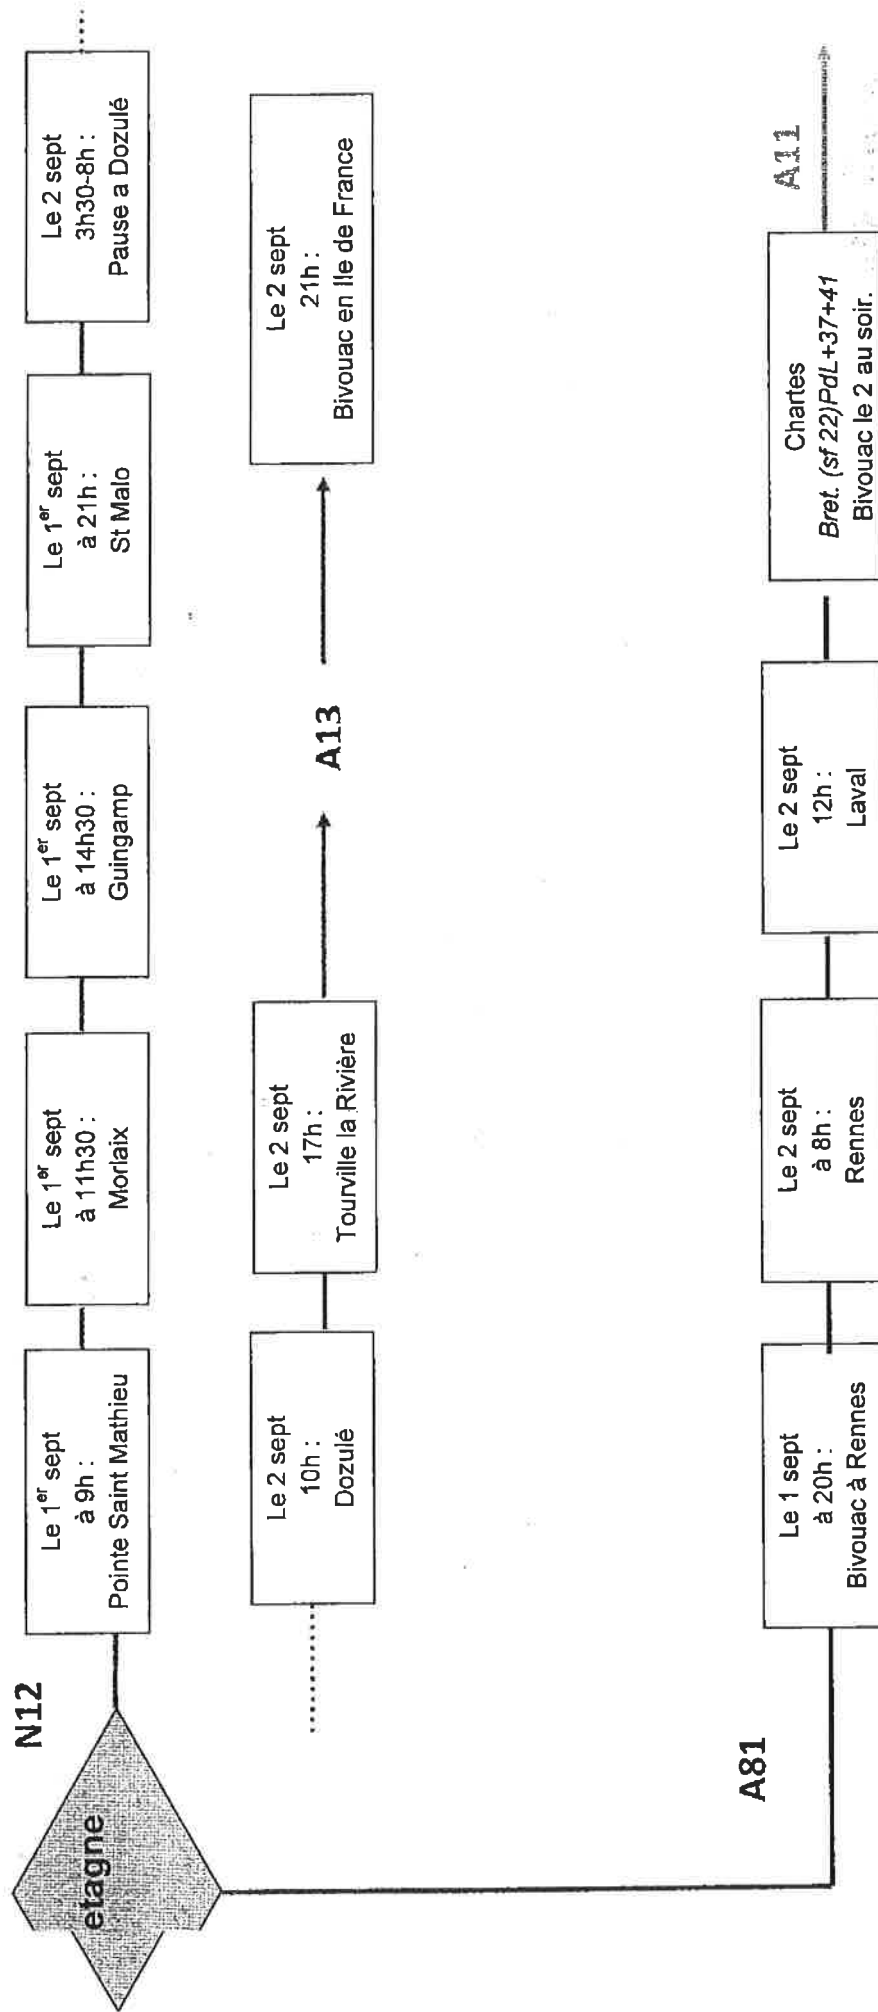 N12
etagne
Le 1er sept
à 9h :
Pointe Saint Mathieu
Le 1er sept
à 11h30 :
Morlaix
Le 1er sept
à 14h30 :
Guingamp
Le 1er sept
à 21h :
St Malo
Le 2 sept
3h30-8h :
Pause a Dozulé
Le 2 sept
10h :
Dozulé
Le 2 sept
17h :
Tourville la Rivière
A13
Le 2 sept
21h :
Bivouac en Ile de France
A81
Le 1 sept
à 20h :
Bivouac à Rennes
Le 2 sept
à 8h :
Rennes
Le 2 sept
12h :
Laval
Chartes
Bret. (sf 22)PdL+37+41
Bivouac le 2 au soir.
A11